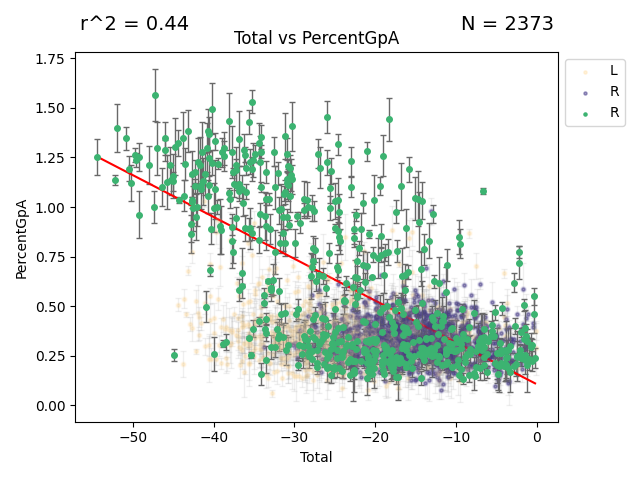 r^2 = 0.44 N = 2373
Total vs PercentGpA
1.75
1.50
1.25
1.00
0.75
0.50
0.25
0.00
PercentGpA
−50 −40 −30 −20 −10 0
Total
L
R
R